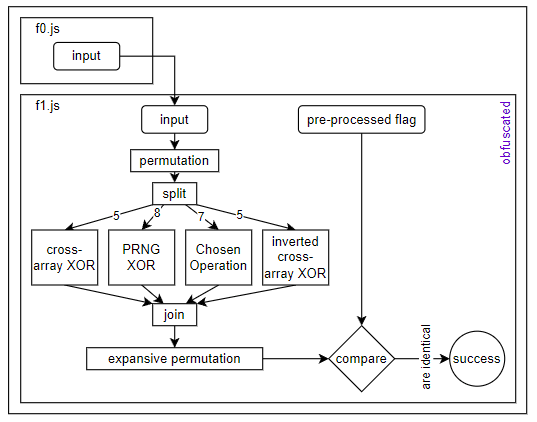 f0.js
input
f1.js
input
pre-processed flag
obfuscated
permutation
split
5
8
7
5
cross-
array XOR
PRNG
XOR
Chosen
Operation
inverted
cross-
array XOR
join
expansive permutation
compare
are identical
success